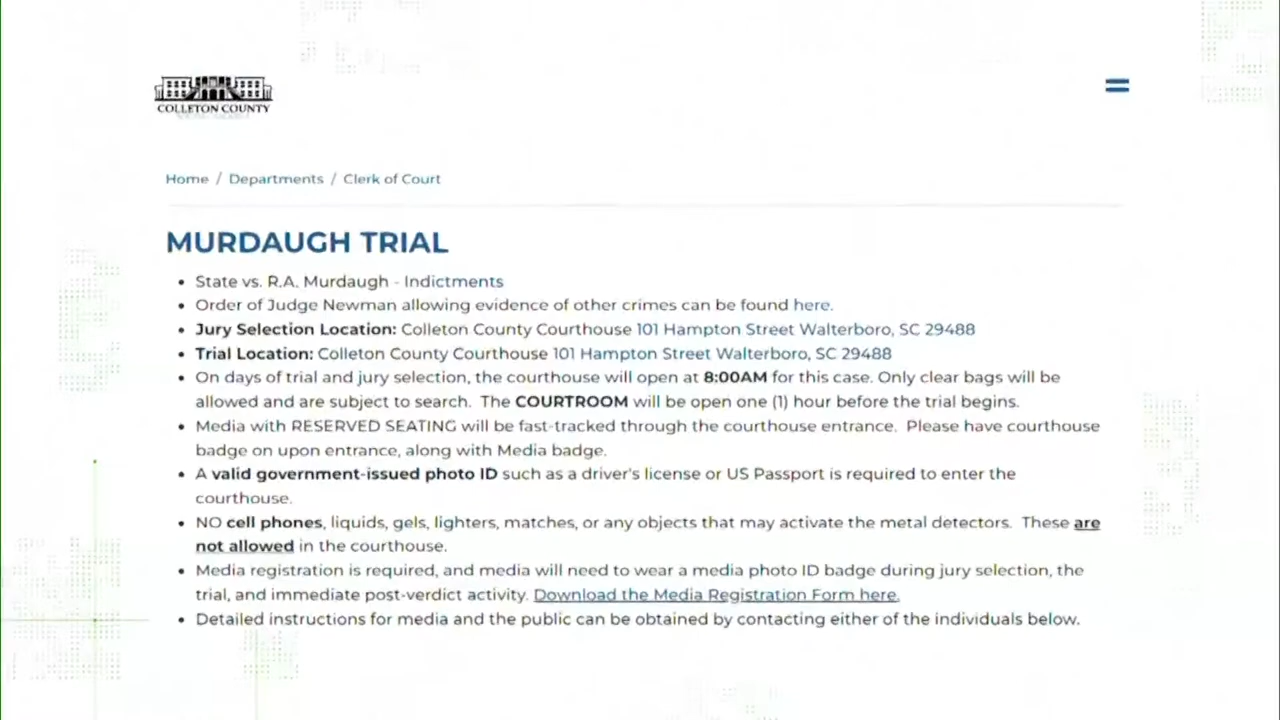 COLLETON COUNTY
Home / Departments / Clerk of Court
MURDAUGH TRIAL
• State vs. R.A. Murdaugh - Indictments
• Order of Judge Newman allowing evidence of other crimes can be found here.
• Jury Selection Location: Colleton County Courthouse 101 Hampton Street Walterboro, SC 29488
• Trial Location: Colleton County Courthouse 101 Hampton Street Walterboro, SC 29488
• On days of trial and jury selection, the courthouse will open at 8:00AM for this case. Only clear bags will be
allowed and are subject to search. The COURTROOM will be open one (1) hour before the trial begins.
• Media with RESERVED SEATING will be fast-tracked through the courthouse entrance. Please have courthouse
badge on upon entrance, along with Media badge.
• A valid government-issued photo ID such as a driver's license or US Passport is required to enter the
courthouse.
• NO cell phones, liquids, gels, lighters, matches, or any objects that may activate the metal detectors. These are
not allowed in the courthouse.
• Media registration is required, and media will need to wear a media photo ID badge during jury selection, the
trial, and immediate post-verdict activity. Download the Media Registration Form here.
• Detailed instructions for media and the public can be obtained by contacting either of the individuals below.